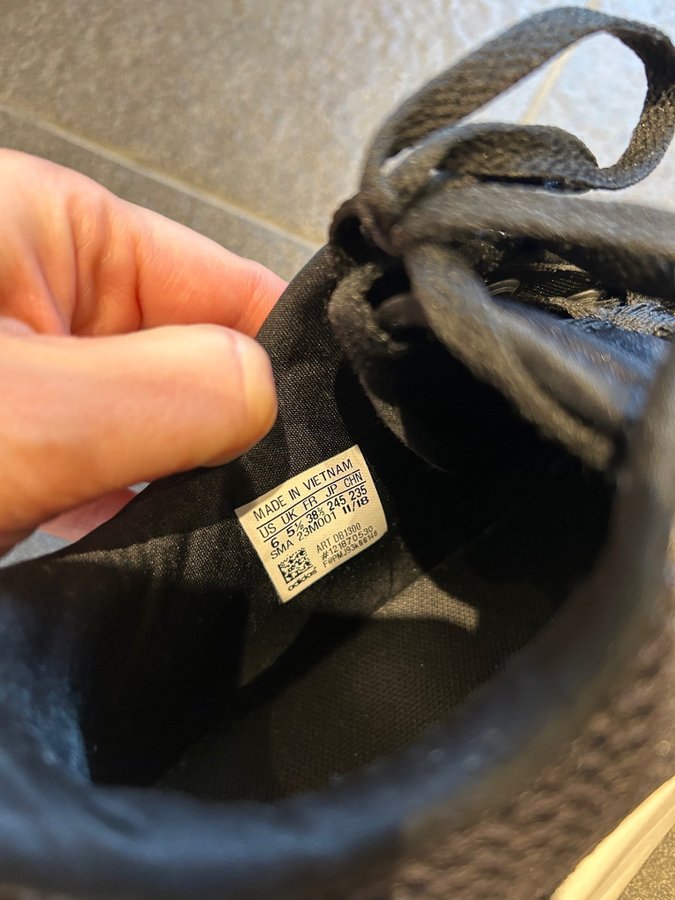 MADE IN VIETNAM
US UK FR JP CHN
6 5½ 38⅔ 245 235
SMA 23M001 11/18
ART DB1300
#121870530
adidas